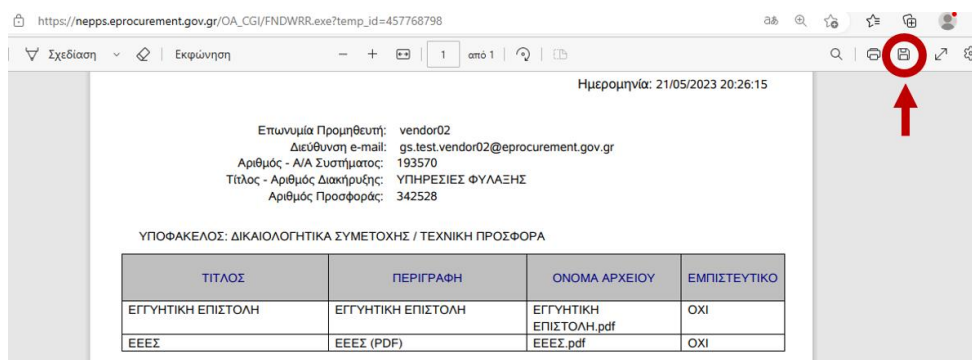 https://nepps.eprocurement.gov.gr/OA_CGI/FNDWRR.exe?temp_id=457768798
Σχεδίαση Εκφώνηση 1 από 1
Ημερομηνία: 21/05/2023 20:26:15
Επωνυμία Προμηθευτή: vendor02
Διεύθυνση e-mail: gs.test.vendor02@eprocurement.gov.gr
Αριθμός - Α/Α Συστήματος: 193570
Τίτλος - Αριθμός Διακήρυξης: ΥΠΗΡΕΣΙΕΣ ΦΥΛΑΞΗΣ
Αριθμός Προσφοράς: 342528
ΥΠΟΦΑΚΕΛΟΣ: ΔΙΚΑΙΟΛΟΓΗΤΙΚΑ ΣΥΜΕΤΟΧΗΣ / ΤΕΧΝΙΚΗ ΠΡΟΣΦΟΡΑ
ΤΙΤΛΟΣ ΠΕΡΙΓΡΑΦΗ ΟΝΟΜΑ ΑΡΧΕΙΟΥ ΕΜΠΙΣΤΕΥΤΙΚΟ
ΕΓΓΥΗΤΙΚΗ ΕΠΙΣΤΟΛΗ ΕΓΓΥΗΤΙΚΗ ΕΠΙΣΤΟΛΗ ΕΓΓΥΗΤΙΚΗ ΟΧΙ
ΕΠΙΣΤΟΛΗ.pdf
ΕΕΕΣ ΕΕΕΣ (PDF) ΕΕΕΣ.pdf ΟΧΙ